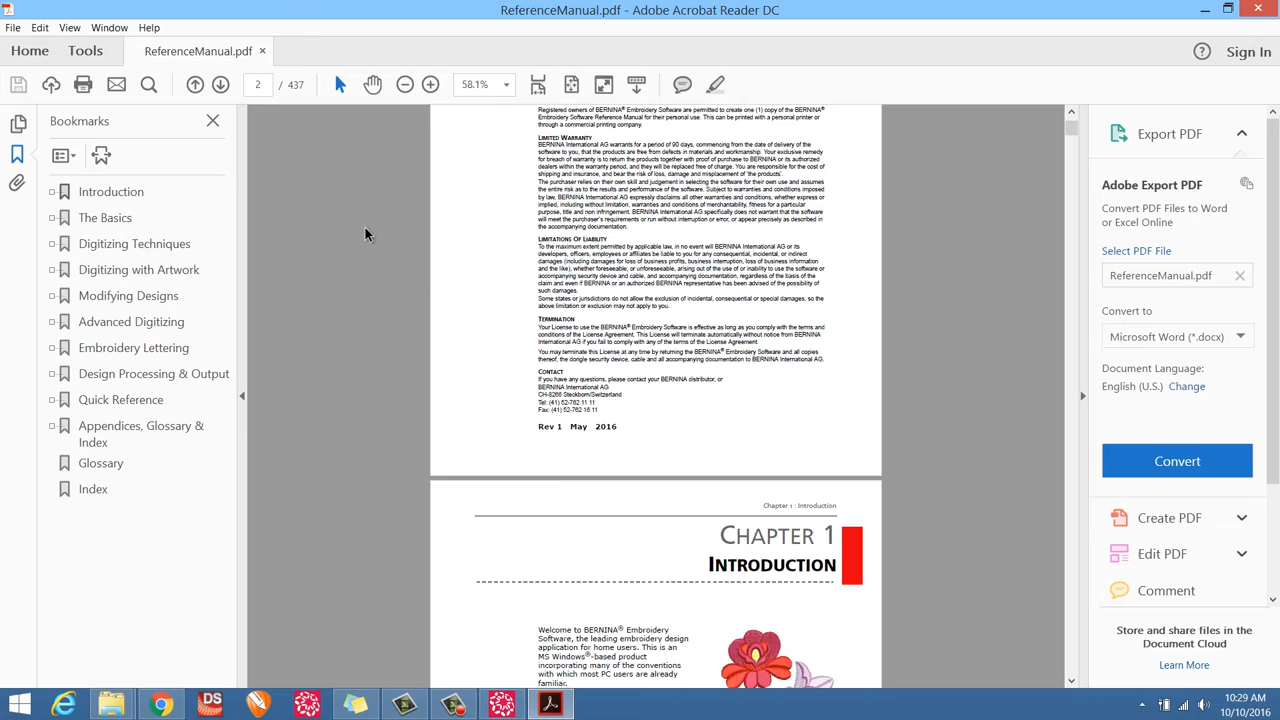 ReferenceManual.pdf - Adobe Acrobat Reader DC
File Edit View Window Help
Home Tools ReferenceManual.pdf × Sign In
2 / 437 58.1%
Bookmarks
Introduction
The Basics
Digitizing Techniques
Digitizing with Artwork
Modifying Designs
Advanced Digitizing
Embroidery Lettering
Design Processing & Output
Quick Reference
Appendices, Glossary &
Index
Glossary
Index
Registered owners of BERNINA® Embroidery Software are permitted to create one (1) copy of the BERNINA®
Embroidery Software Reference Manual for their personal use. This can be printed with a personal printer or
through a commercial printing company.
LIMITED WARRANTY
BERNINA International AG warrants for a period of 90 days, commencing from the date of delivery of the
software to you, that the products are free from defects in materials and workmanship. Your exclusive remedy
for breach of warranty is to return the products together with proof of purchase to BERNINA or its authorized
dealers within the warranty period, and they will be replaced free of charge. You are responsible for the cost of
shipping and insurance, and bear the risk of loss, damage and misplacement of 'the products'.
The purchaser relies on their own skill and judgement in selecting the software for their own use and assumes
the entire risk as to the results and performance of the software. Subject to warranties and conditions imposed
by law, BERNINA International AG expressly disclaims all other warranties and conditions, whether express or
implied, including without limitation, warranties and conditions of merchantability, fitness for a particular
purpose, title and non infringement. BERNINA International AG specifically does not warrant that the software
will meet the purchaser's requirements or run without interruption or error, or appear precisely as described in
the accompanying documentation.
LIMITATIONS OF LIABILITY
To the maximum extent permitted by applicable law, in no event will BERNINA International AG or its
developers, officers, employees or affiliates be liable to you for any consequential, incidental, or indirect
damages (including damages for loss of business profits, business interruption, loss of business information
and the like), whether foreseeable, or unforeseeable, arising out of the use of or inability to use the software or
accompanying security device and cable, and accompanying documentation, regardless of the basis of the
claim and even if BERNINA or an authorized BERNINA representative has been advised of the possibility of
such damages.
Some states or jurisdictions do not allow the exclusion of incidental, consequential or special damages, so the
above limitation or exclusion may not apply to you.
TERMINATION
Your License to use the BERNINA® Embroidery Software is effective as long as you comply with the terms and
conditions of the License Agreement. This License will terminate automatically without notice from BERNINA
International AG if you fail to comply with any of the terms of the License Agreement.
You may terminate this License at any time by returning the BERNINA® Embroidery Software and all copies
thereof, the dongle security device, cable and all accompanying documentation to BERNINA International AG.
CONTACT
If you have any questions, please contact your BERNINA distributor, or
BERNINA International AG
CH-8266 Steckborn/Switzerland
Tel: (41) 52-762 11 11
Fax: (41) 52-762 16 11
Rev 1 May 2016
Chapter 1 : Introduction
CHAPTER 1
INTRODUCTION
Welcome to BERNINA® Embroidery
Software, the leading embroidery design
application for home users. This is an
MS Windows®-based product
incorporating many of the conventions
with which most PC users are already
familiar.
Export PDF
Adobe Export PDF
Convert PDF Files to Word
or Excel Online
Select PDF File
ReferenceManual.pdf ×
Convert to
Microsoft Word (*.docx)
Document Language:
English (U.S.) Change
Convert
Create PDF
Edit PDF
Comment
Store and share files in the
Document Cloud
Learn More
DS
10:29 AM
10/10/2016